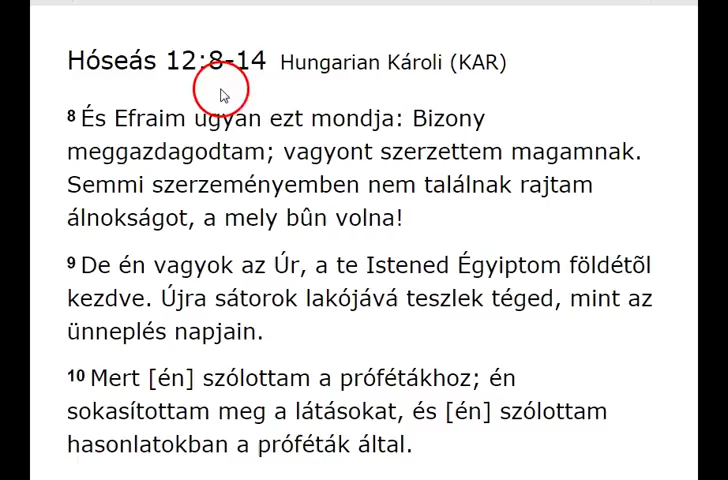 Hóseás 12:8-14 Hungarian Károli (KAR)
8 És Efraim ugyan ezt mondja: Bizony
meggazdagodtam; vagyont szerzettem magamnak.
Semmi szerzeményemben nem találnak rajtam
álnokságot, a mely bûn volna!
9 De én vagyok az Úr, a te Istened Égyiptom földétõl
kezdve. Újra sátorok lakójává teszlek téged, mint az
ünneplés napjain.
10 Mert [én] szólottam a prófétákhoz; én
sokasítottam meg a látásokat, és [én] szólottam
hasonlatokban a próféták által.